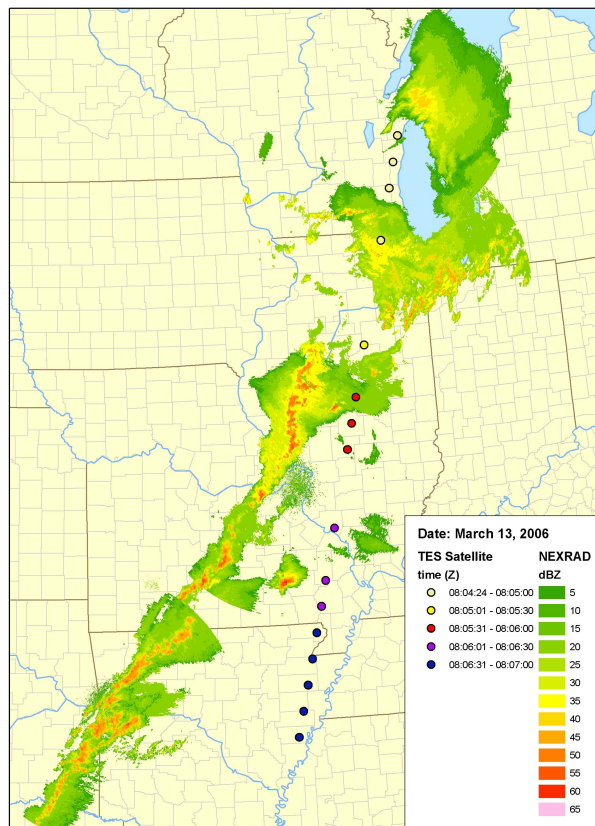 Date: March 13, 2006
TES Satellite NEXRAD
time (Z) dBZ
08:04:24 - 08:05:00 5
08:05:01 - 08:05:30 10
08:05:31 - 08:06:00 15
08:06:01 - 08:06:30 20
08:06:31 - 08:07:00 25
30
35
40
45
50
55
60
65